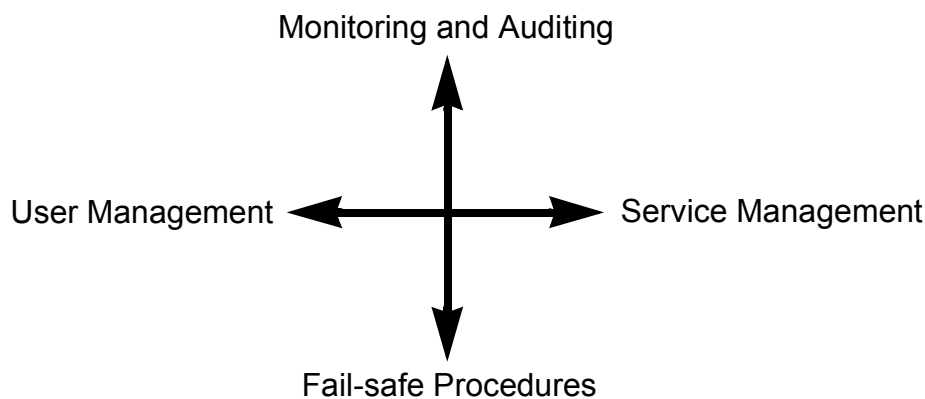 Monitoring and Auditing
User Management
Service Management
Fail-safe Procedures